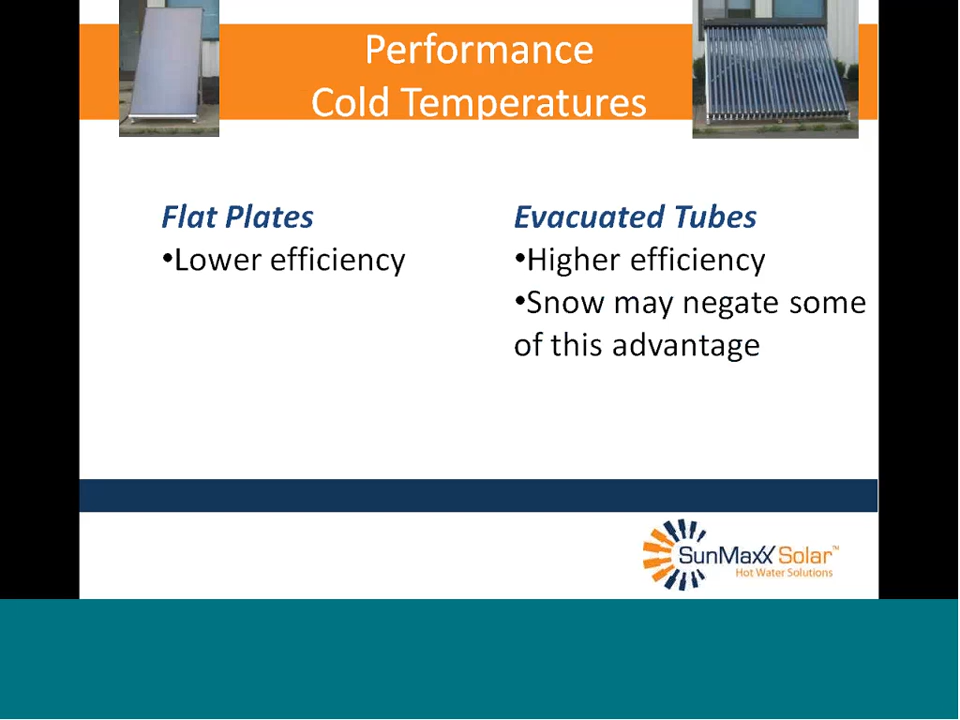 Performance
Cold Temperatures
Flat Plates
•Lower efficiency
Evacuated Tubes
•Higher efficiency
•Snow may negate some
of this advantage
SunMaxx Solar™
Hot Water Solutions